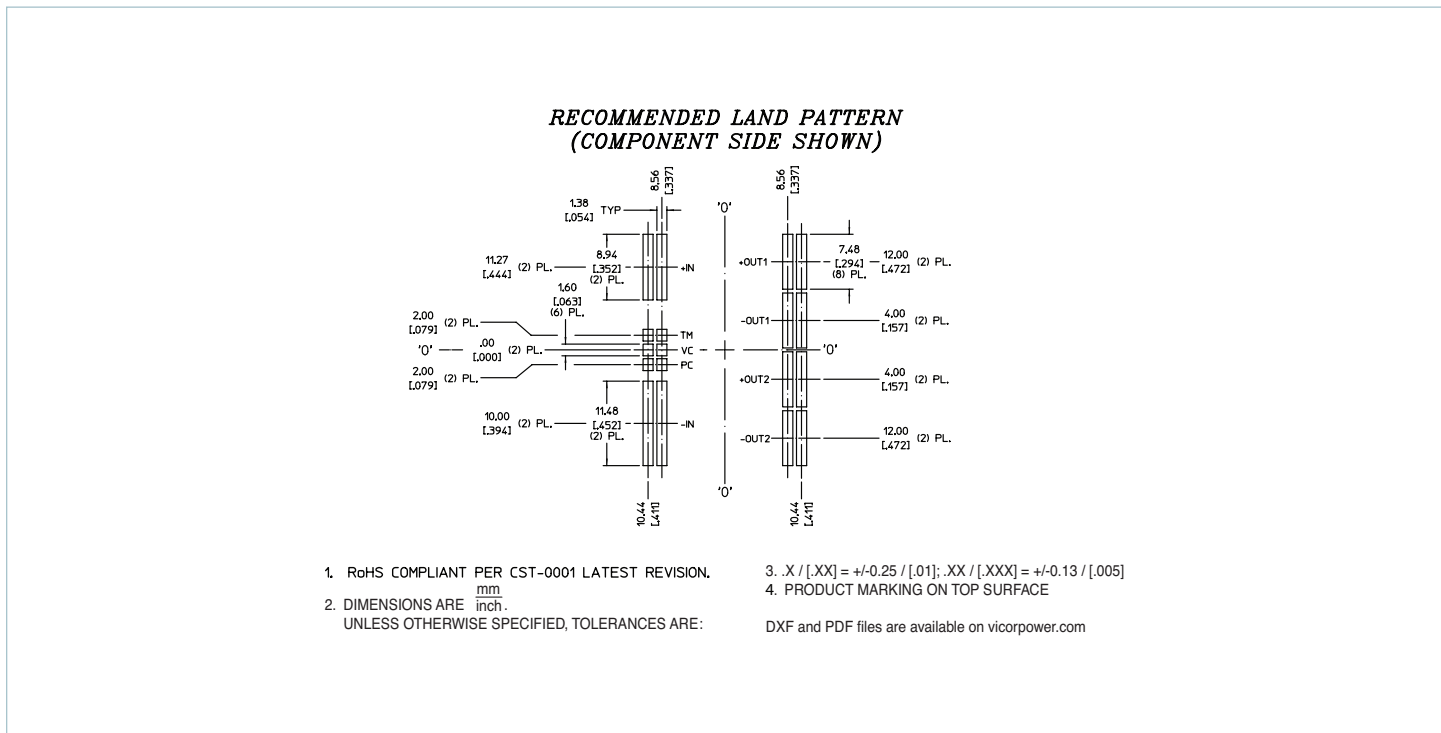 RECOMMENDED LAND PATTERN
(COMPONENT SIDE SHOWN)
8.56
[.337]
8.56
[.337]
1.38
[.054]
TYP
'0'
11.27
[.444]
(2) PL.
8.94
[.352]
(2) PL.
+IN
+OUT1
7.48
[.294]
(8) PL.
12.00
[.472]
(2) PL.
1.60
[.063]
(6) PL.
2.00
[.079]
(2) PL.
TM
-OUT1
4.00
[.157]
(2) PL.
'0'
.00
[.000]
(2) PL.
VC
'0'
2.00
[.079]
(2) PL.
PC
+OUT2
4.00
[.157]
(2) PL.
10.00
[.394]
(2) PL.
11.48
[.452]
(2) PL.
-IN
-OUT2
12.00
[.472]
(2) PL.
'0'
10.44
[.411]
10.44
[.411]
1. RoHS COMPLIANT PER CST-0001 LATEST REVISION.
2. DIMENSIONS ARE mm
inch.
UNLESS OTHERWISE SPECIFIED, TOLERANCES ARE:
3. .X / [.XX] = +/-0.25 / [.01]; .XX / [.XXX] = +/-0.13 / [.005]
4. PRODUCT MARKING ON TOP SURFACE
DXF and PDF files are available on vicorpower.com